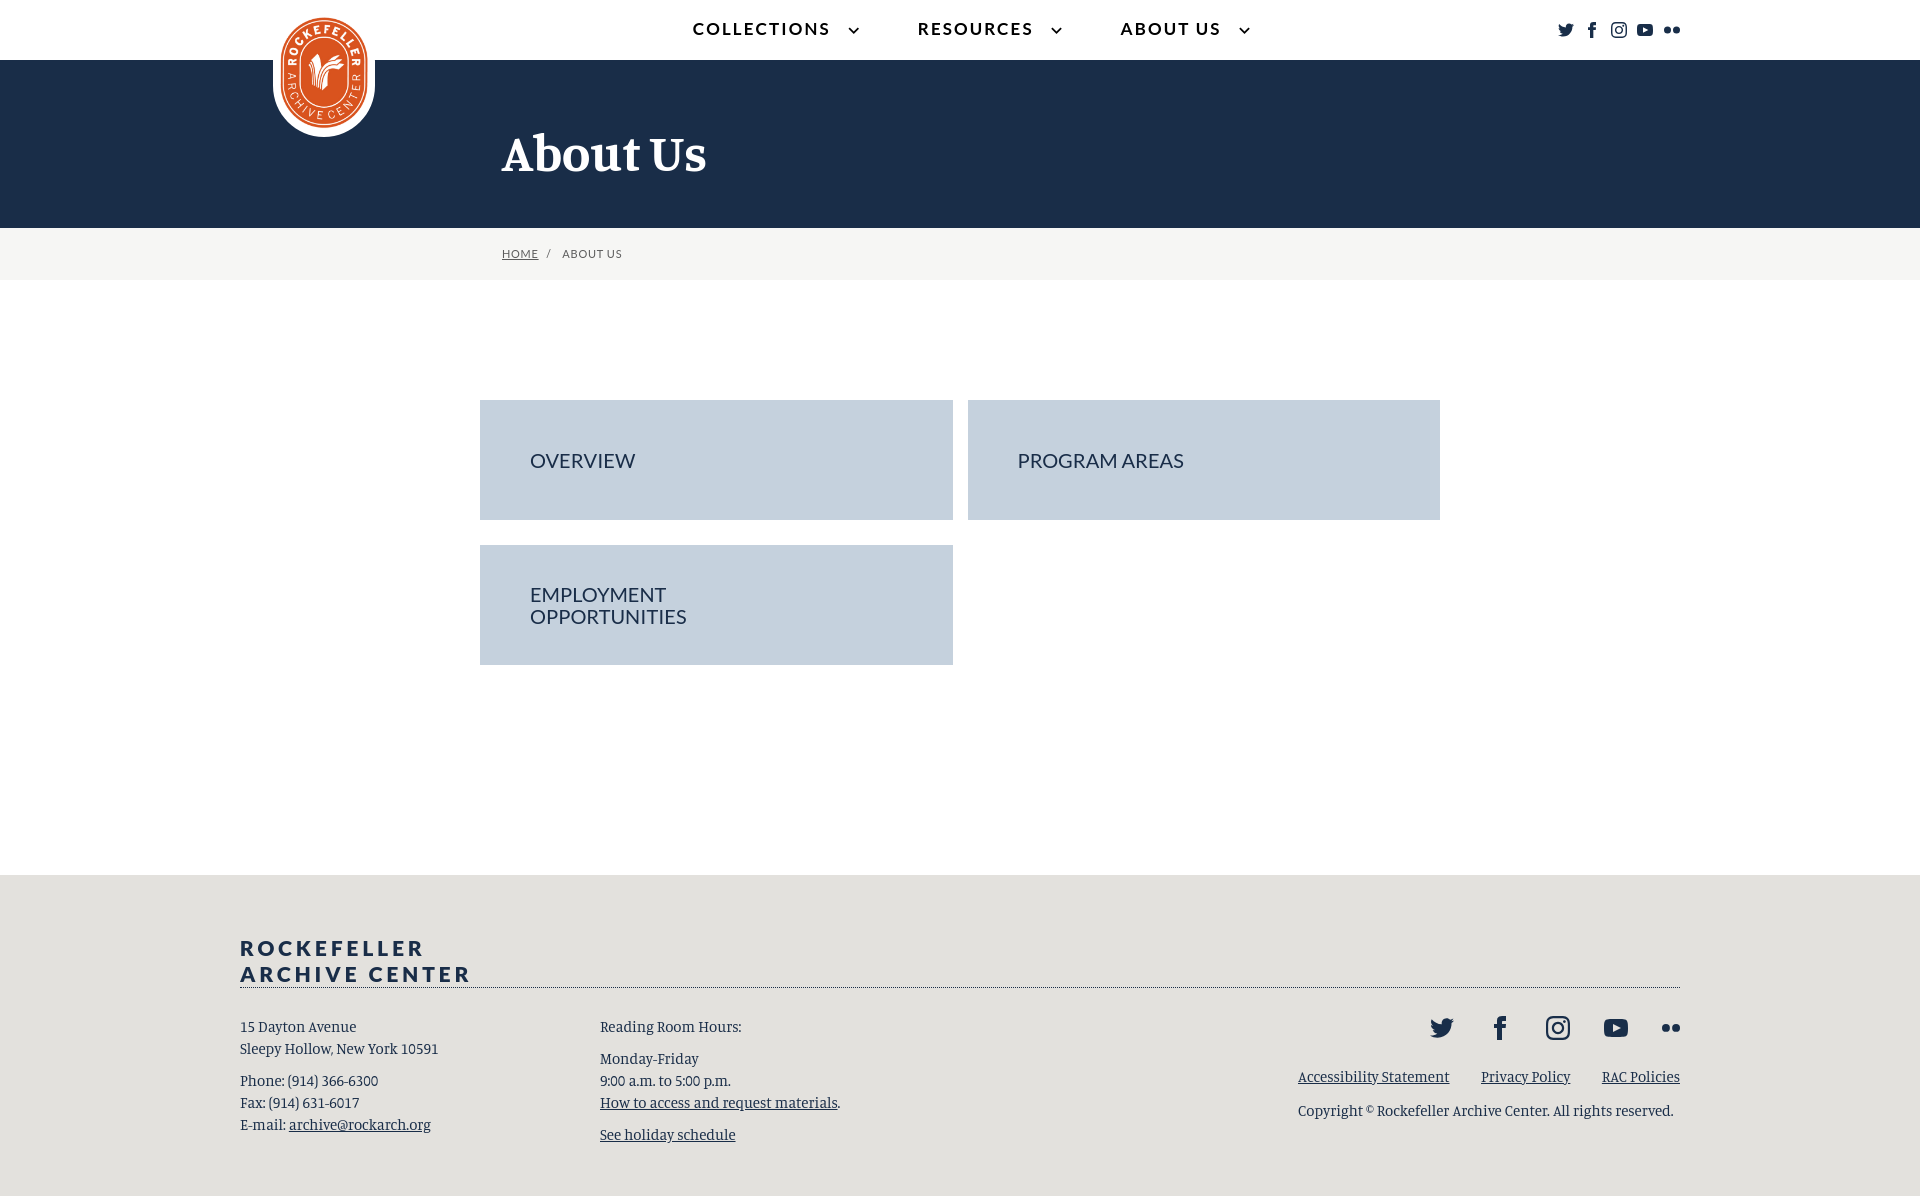 COLLECTIONS
RESOURCES
ABOUT US
ROCKEFELLER
ARCHIVE CENTER
About Us
HOME / ABOUT US
OVERVIEW
PROGRAM AREAS
EMPLOYMENT
OPPORTUNITIES
ROCKEFELLER
ARCHIVE CENTER
15 Dayton Avenue
Sleepy Hollow, New York 10591
Phone: (914) 366-6300
Fax: (914) 631-6017
E-mail: archive@rockarch.org
Reading Room Hours:
Monday-Friday
9:00 a.m. to 5:00 p.m.
How to access and request materials.
See holiday schedule
Accessibility Statement
Privacy Policy
RAC Policies
Copyright © Rockefeller Archive Center. All rights reserved.